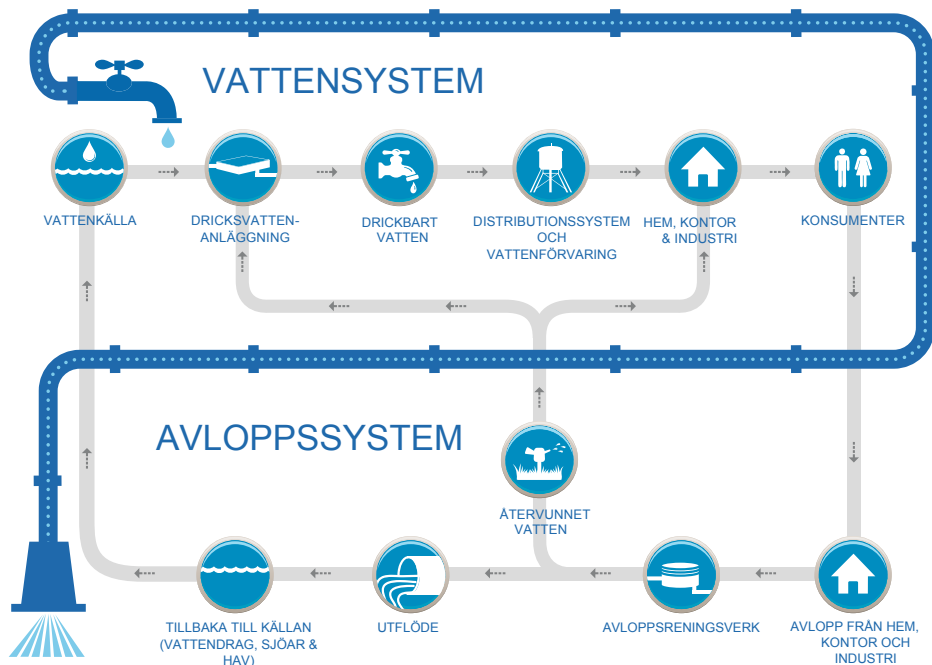 VATTENSYSTEM
VATTENKÄLLA
DRICKSVATTEN-
ANLÄGGNING
DRICKBART
VATTEN
DISTRIBUTIONSSYSTEM
OCH
VATTENFÖRVARING
HEM, KONTOR
& INDUSTRI
KONSUMENTER
AVLOPPSSYSTEM
ÅTERVUNNET
VATTEN
TILLBAKA TILL KÄLLAN
(VATTENDRAG, SJÖAR &
HAV)
UTFLÖDE
AVLOPPSRENINGSVERK
AVLOPP FRÅN HEM,
KONTOR OCH
INDUSTRI